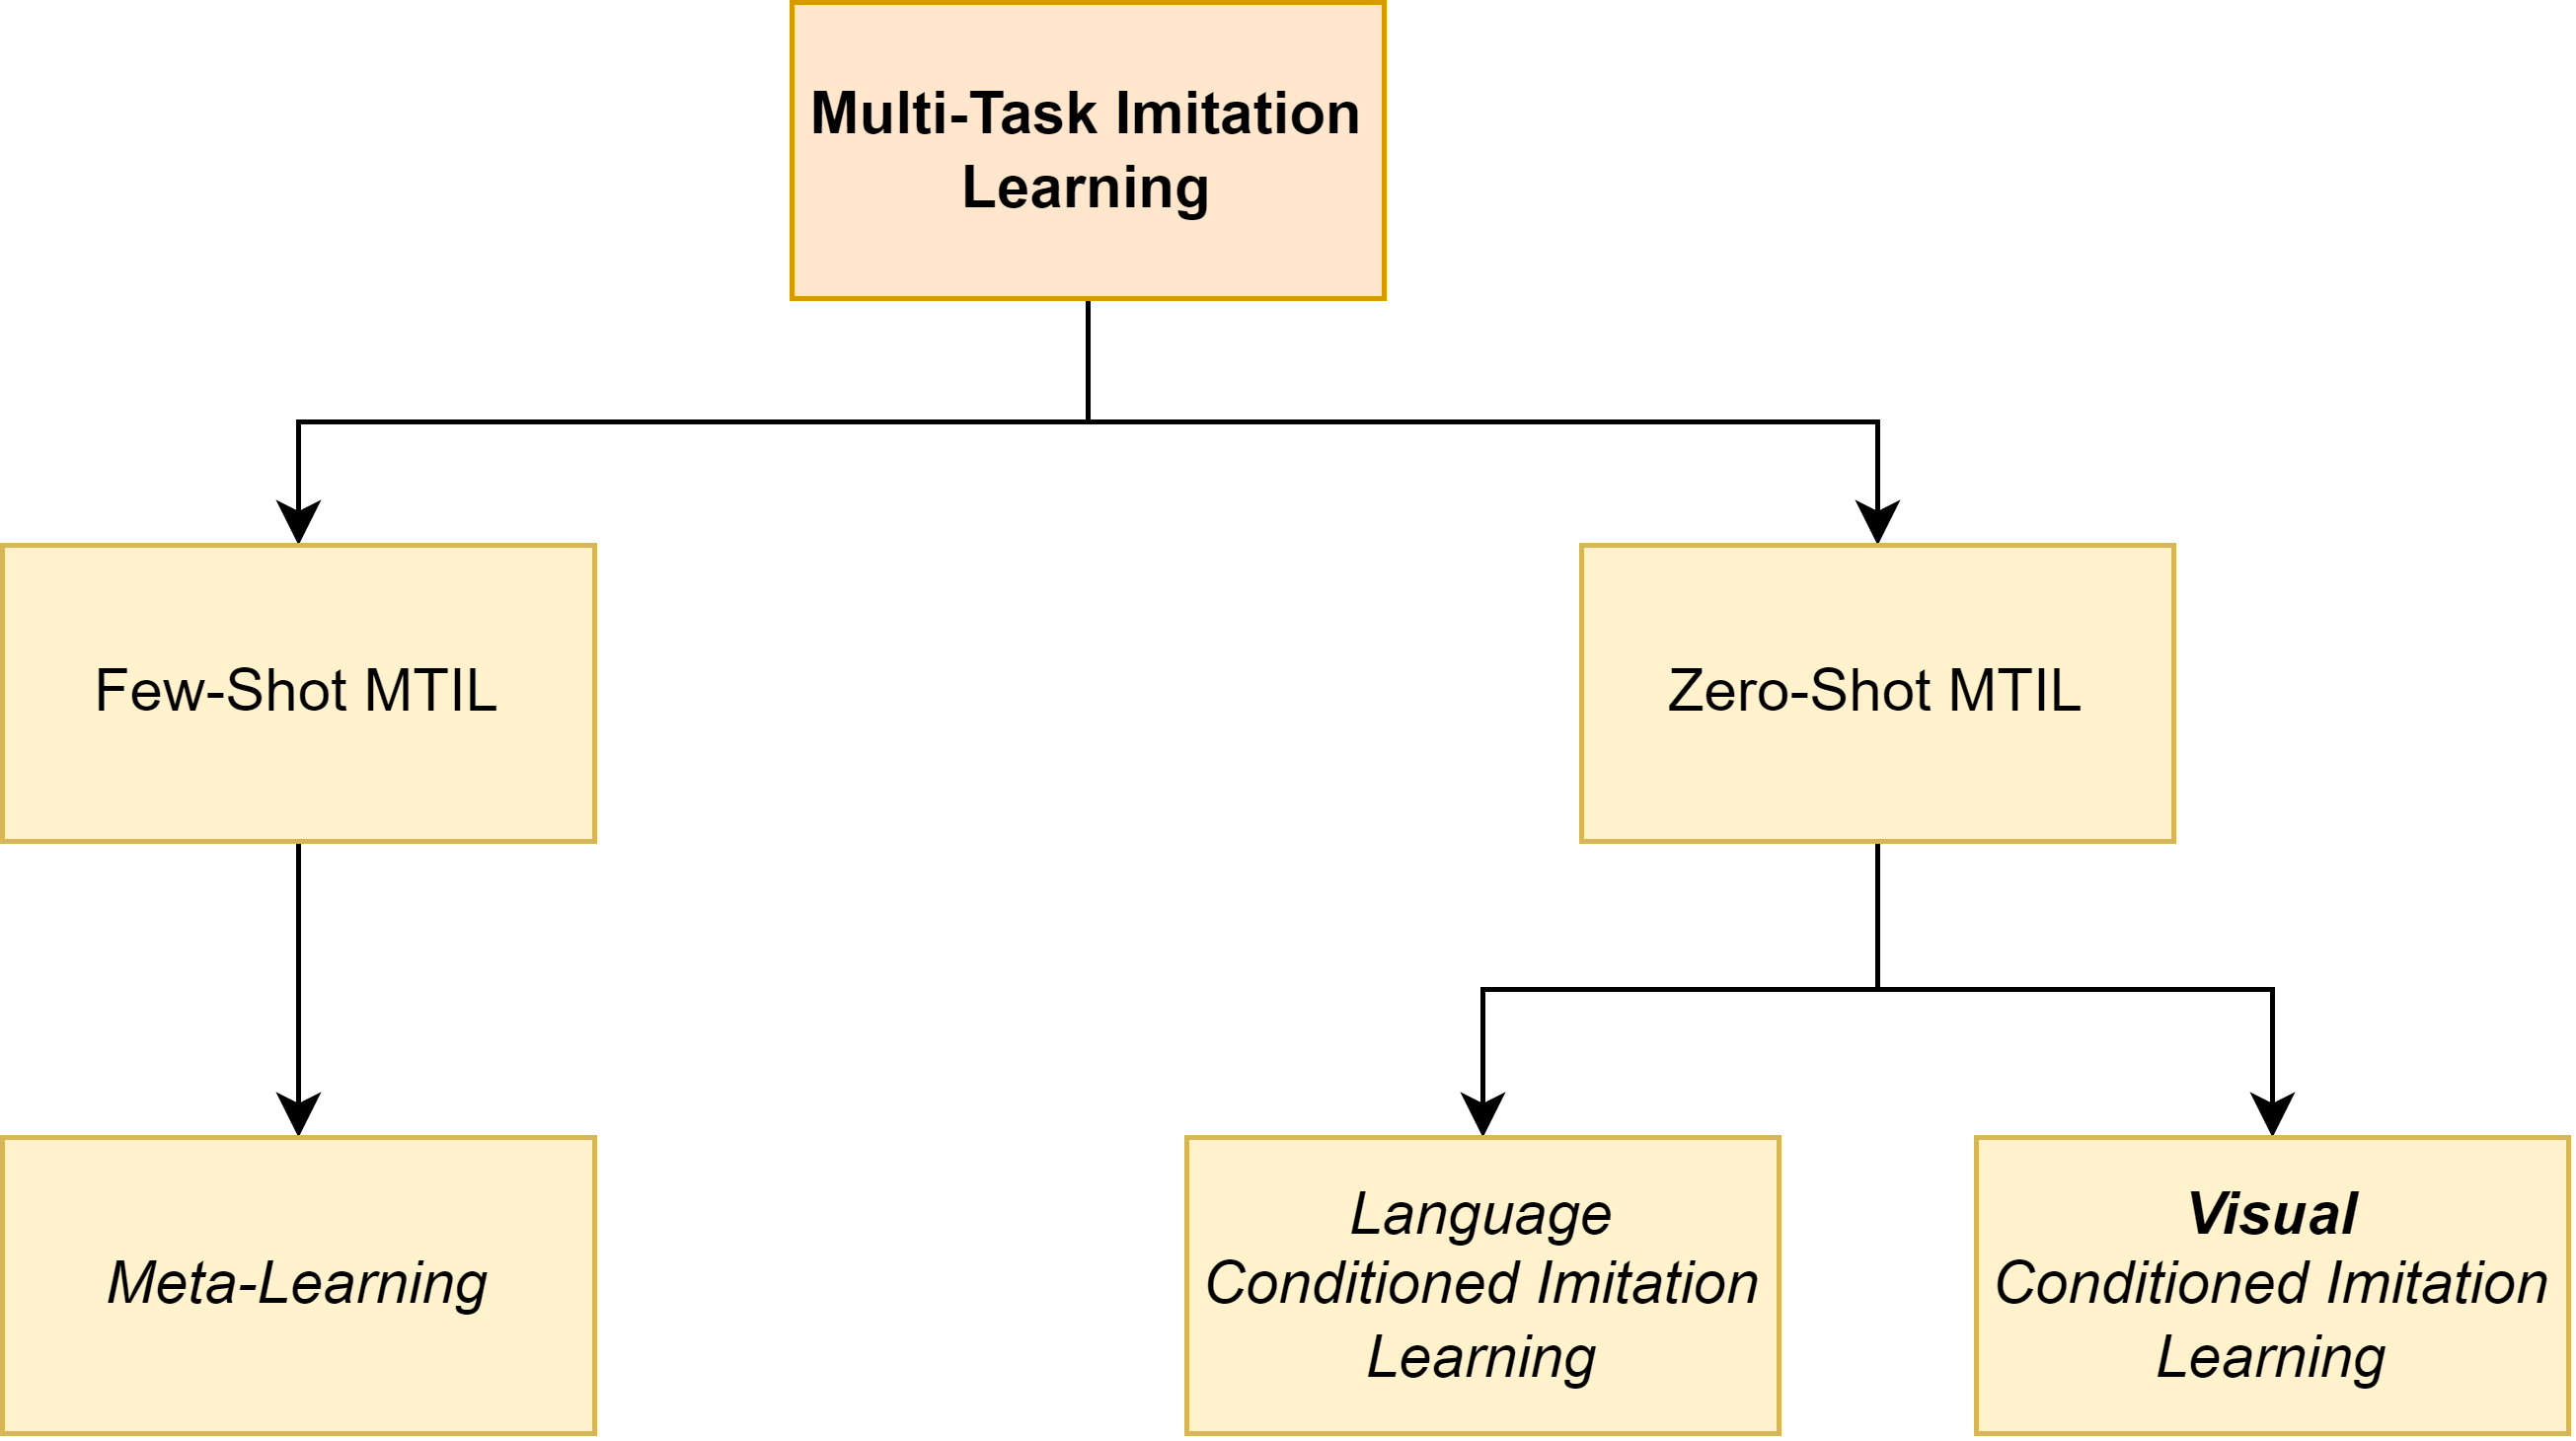 Multi-Task Imitation
Learning
Few-Shot MTIL
Zero-Shot MTIL
Meta-Learning
Language
Conditioned Imitation
Learning
Visual
Conditioned Imitation
Learning